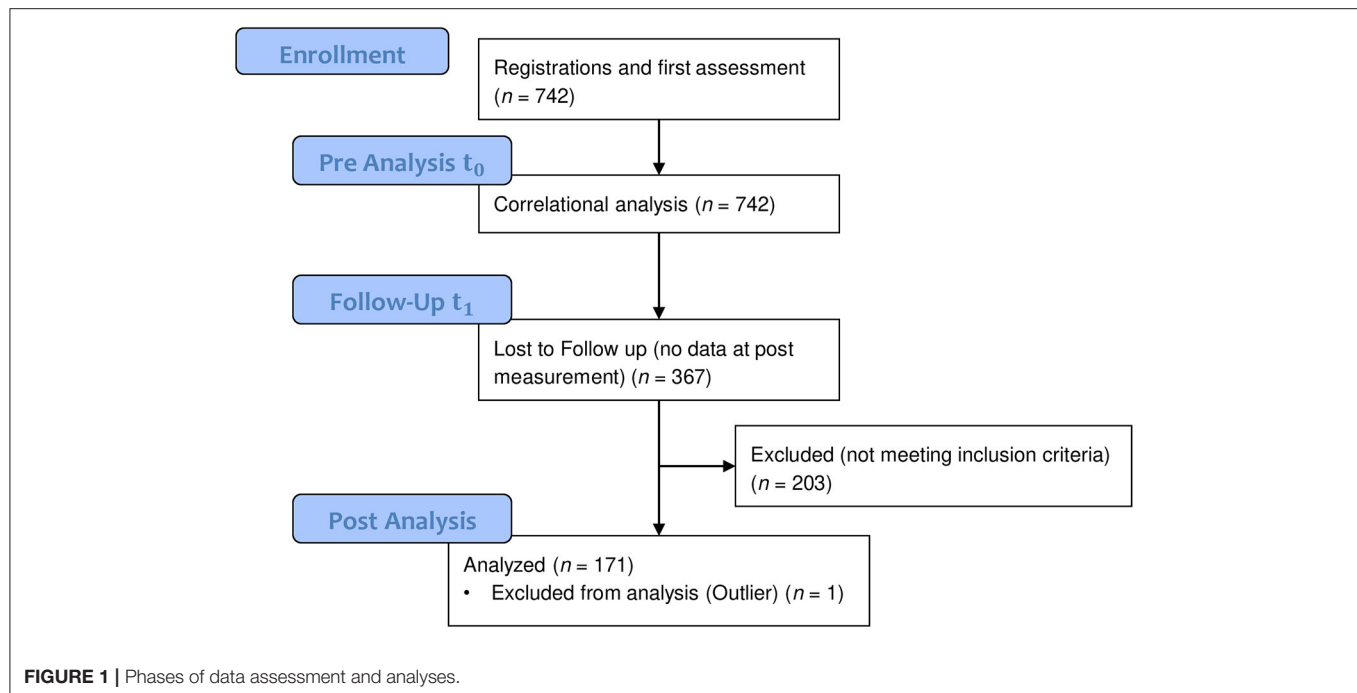 Enrollment
Registrations and first assessment
(n = 742)
Pre Analysis t₀
Correlational analysis (n = 742)
Follow-Up t₁
Lost to Follow up (no data at post
measurement) (n = 367)
Excluded (not meeting inclusion criteria)
(n = 203)
Post Analysis
Analyzed (n = 171)
• Excluded from analysis (Outlier) (n = 1)
FIGURE 1 | Phases of data assessment and analyses.